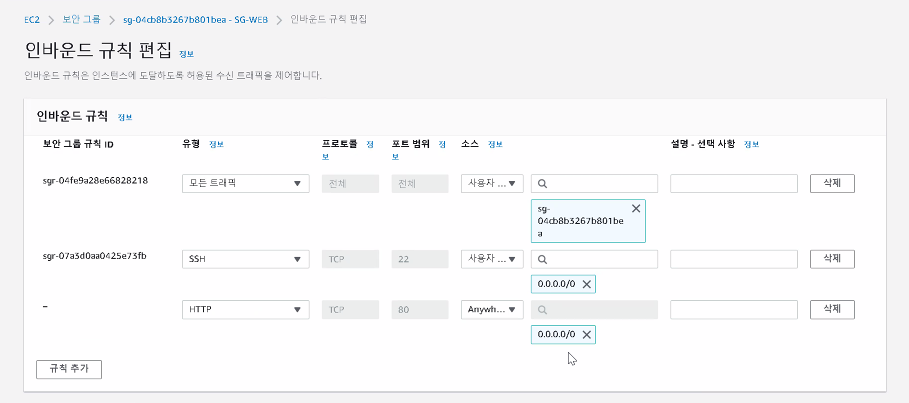 EC2 > 보안 그룹 > sg-04cb8b3267b801bea - SG-WEB > 인바운드 규칙 편집
인바운드 규칙 편집 정보
인바운드 규칙은 인스턴스에 도달하도록 허용된 수신 트래픽을 제어합니다.
인바운드 규칙 정보
보안 그룹 규칙 ID 유형 정보 프로토콜 정보 포트 범위 정보 소스 정보 설명 - 선택 사항 정보
sgr-04fe9a28e66828218 모든 트래픽 전체 전체 사용자 ... 삭제
sg-
04cb8b3267b801be
a
sgr-07a3d0aa0425e73fb SSH TCP 22 사용자 ... 삭제
0.0.0.0/0
– HTTP TCP 80 Anywh... 삭제
0.0.0.0/0
규칙 추가